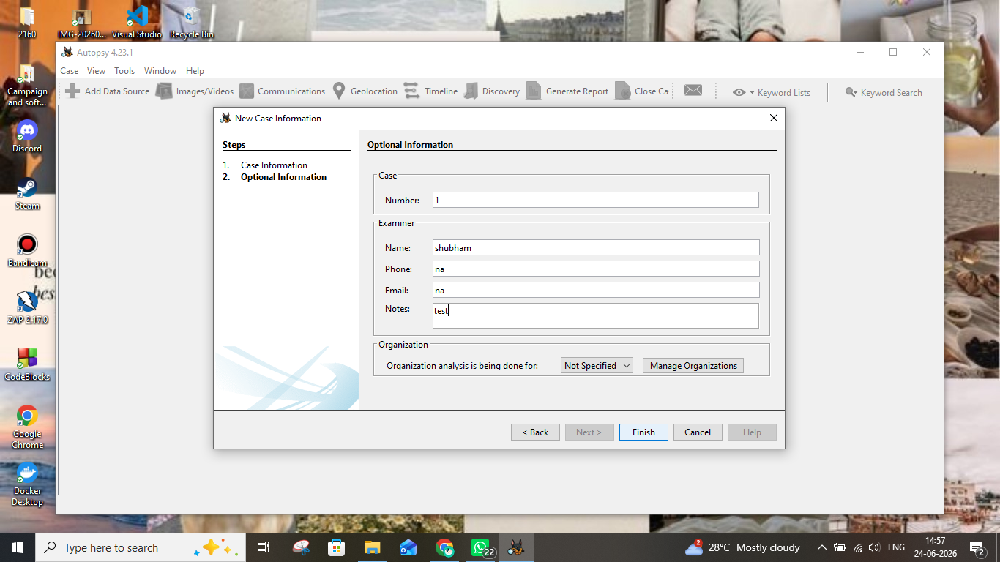 2160
IMG-20260...
Visual Studio
Recycle Bin
Campaign
and soft...
Discord
Steam
Bandicam
ZAP 2.17.0
CodeBlocks
Google
Chrome
Docker
Desktop
bec
best
Autopsy 4.23.1
Case View Tools Window Help
Add Data Source Images/Videos Communications Geolocation Timeline Discovery Generate Report Close Ca Keyword Lists Keyword Search
New Case Information
Steps
1. Case Information
2. Optional Information
Optional Information
Case
Number: 1
Examiner
Name: shubham
Phone: na
Email: na
Notes: test
Organization
Organization analysis is being done for: Not Specified Manage Organizations
< Back Next > Finish Cancel Help
Type here to search
22
2
28°C Mostly cloudy
ENG
14:57
24-06-2026
2